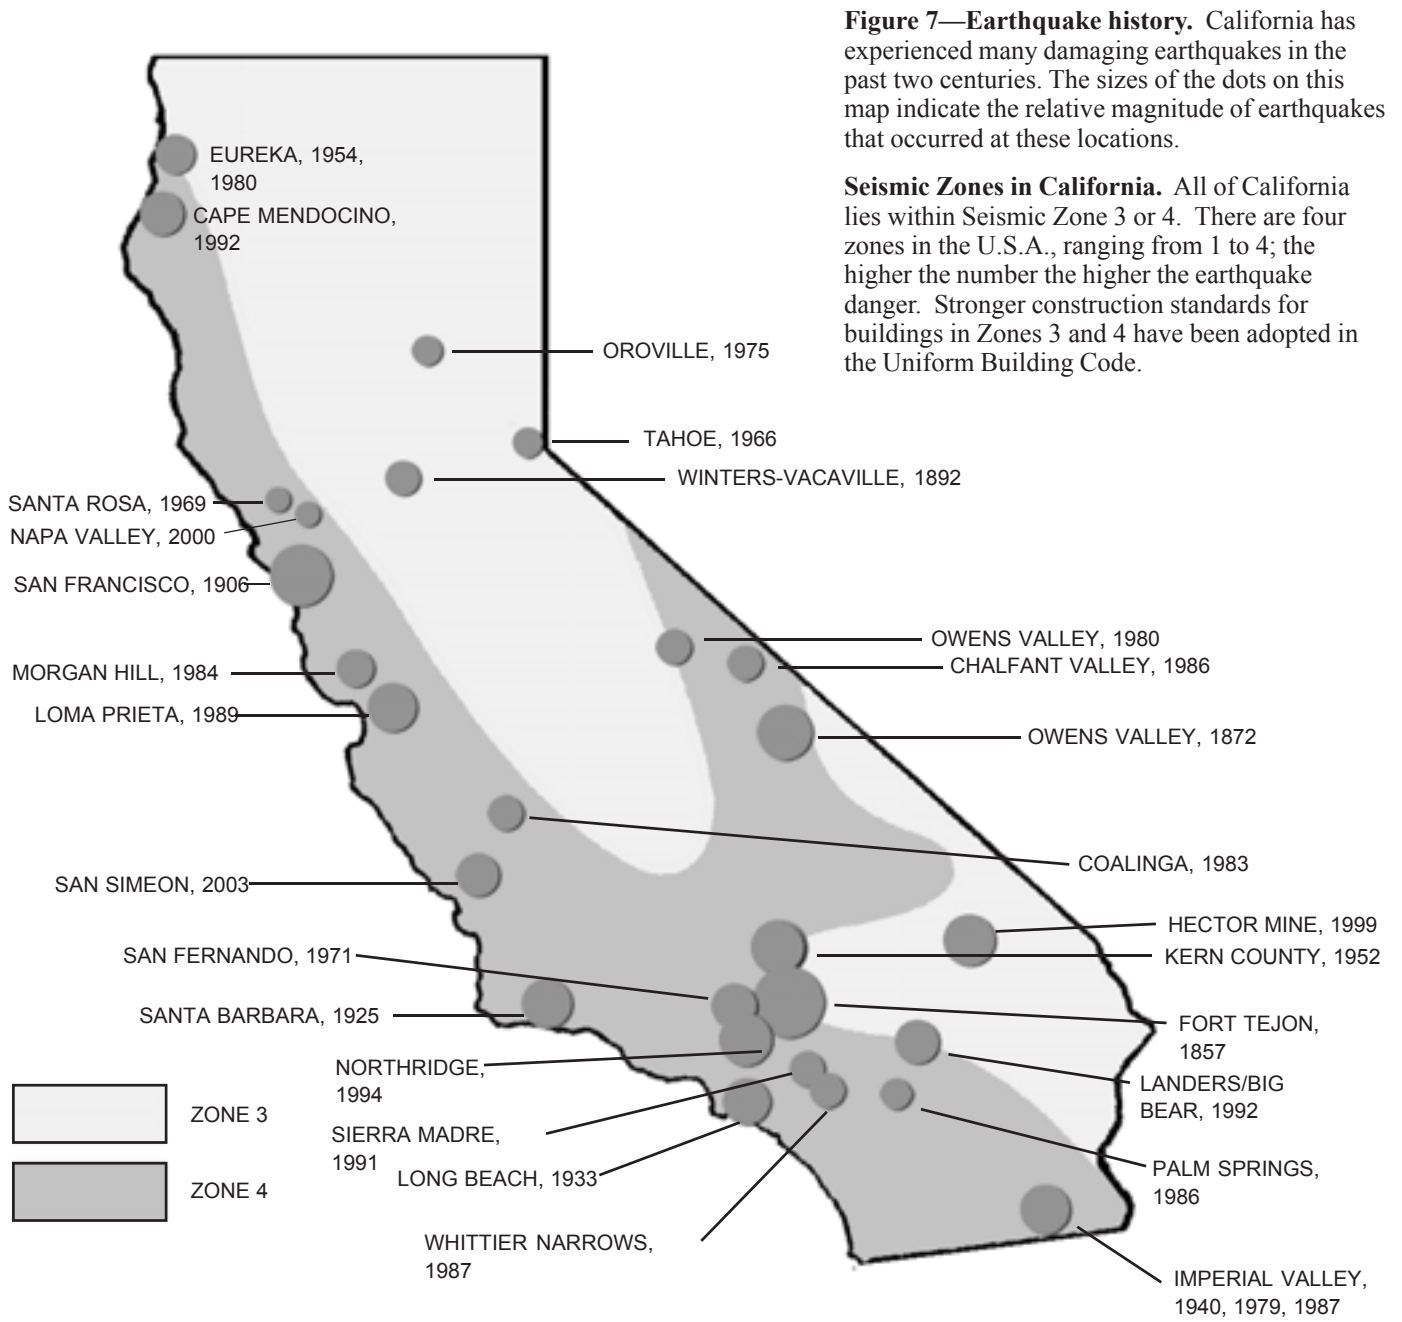 Figure 7—Earthquake history.  California has
experienced many damaging earthquakes in the
past two centuries. The sizes of the dots on this
map indicate the relative magnitude of earthquakes
that occurred at these locations.
Seismic Zones in California.  All of California
lies within Seismic Zone 3 or 4.  There are four
zones in the U.S.A., ranging from 1 to 4; the
higher the number the higher the earthquake
danger.  Stronger construction standards for
buildings in Zones 3 and 4 have been adopted in
the Uniform Building Code.
EUREKA, 1954,
1980
CAPE MENDOCINO,
1992
OROVILLE, 1975
TAHOE, 1966
WINTERS-VACAVILLE, 1892
SANTA ROSA, 1969
NAPA VALLEY, 2000
SAN FRANCISCO, 1906
OWENS VALLEY, 1980
CHALFANT VALLEY, 1986
MORGAN HILL, 1984
LOMA PRIETA, 1989
OWENS VALLEY, 1872
COALINGA, 1983
SAN SIMEON, 2003
HECTOR MINE, 1999
SAN FERNANDO, 1971
KERN COUNTY, 1952
SANTA BARBARA, 1925
FORT TEJON,
1857
NORTHRIDGE,
1994
LANDERS/BIG
BEAR, 1992
ZONE 3
SIERRA MADRE,
1991
LONG BEACH, 1933
PALM SPRINGS,
1986
ZONE 4
WHITTIER NARROWS,
1987
IMPERIAL VALLEY,
1940, 1979, 1987